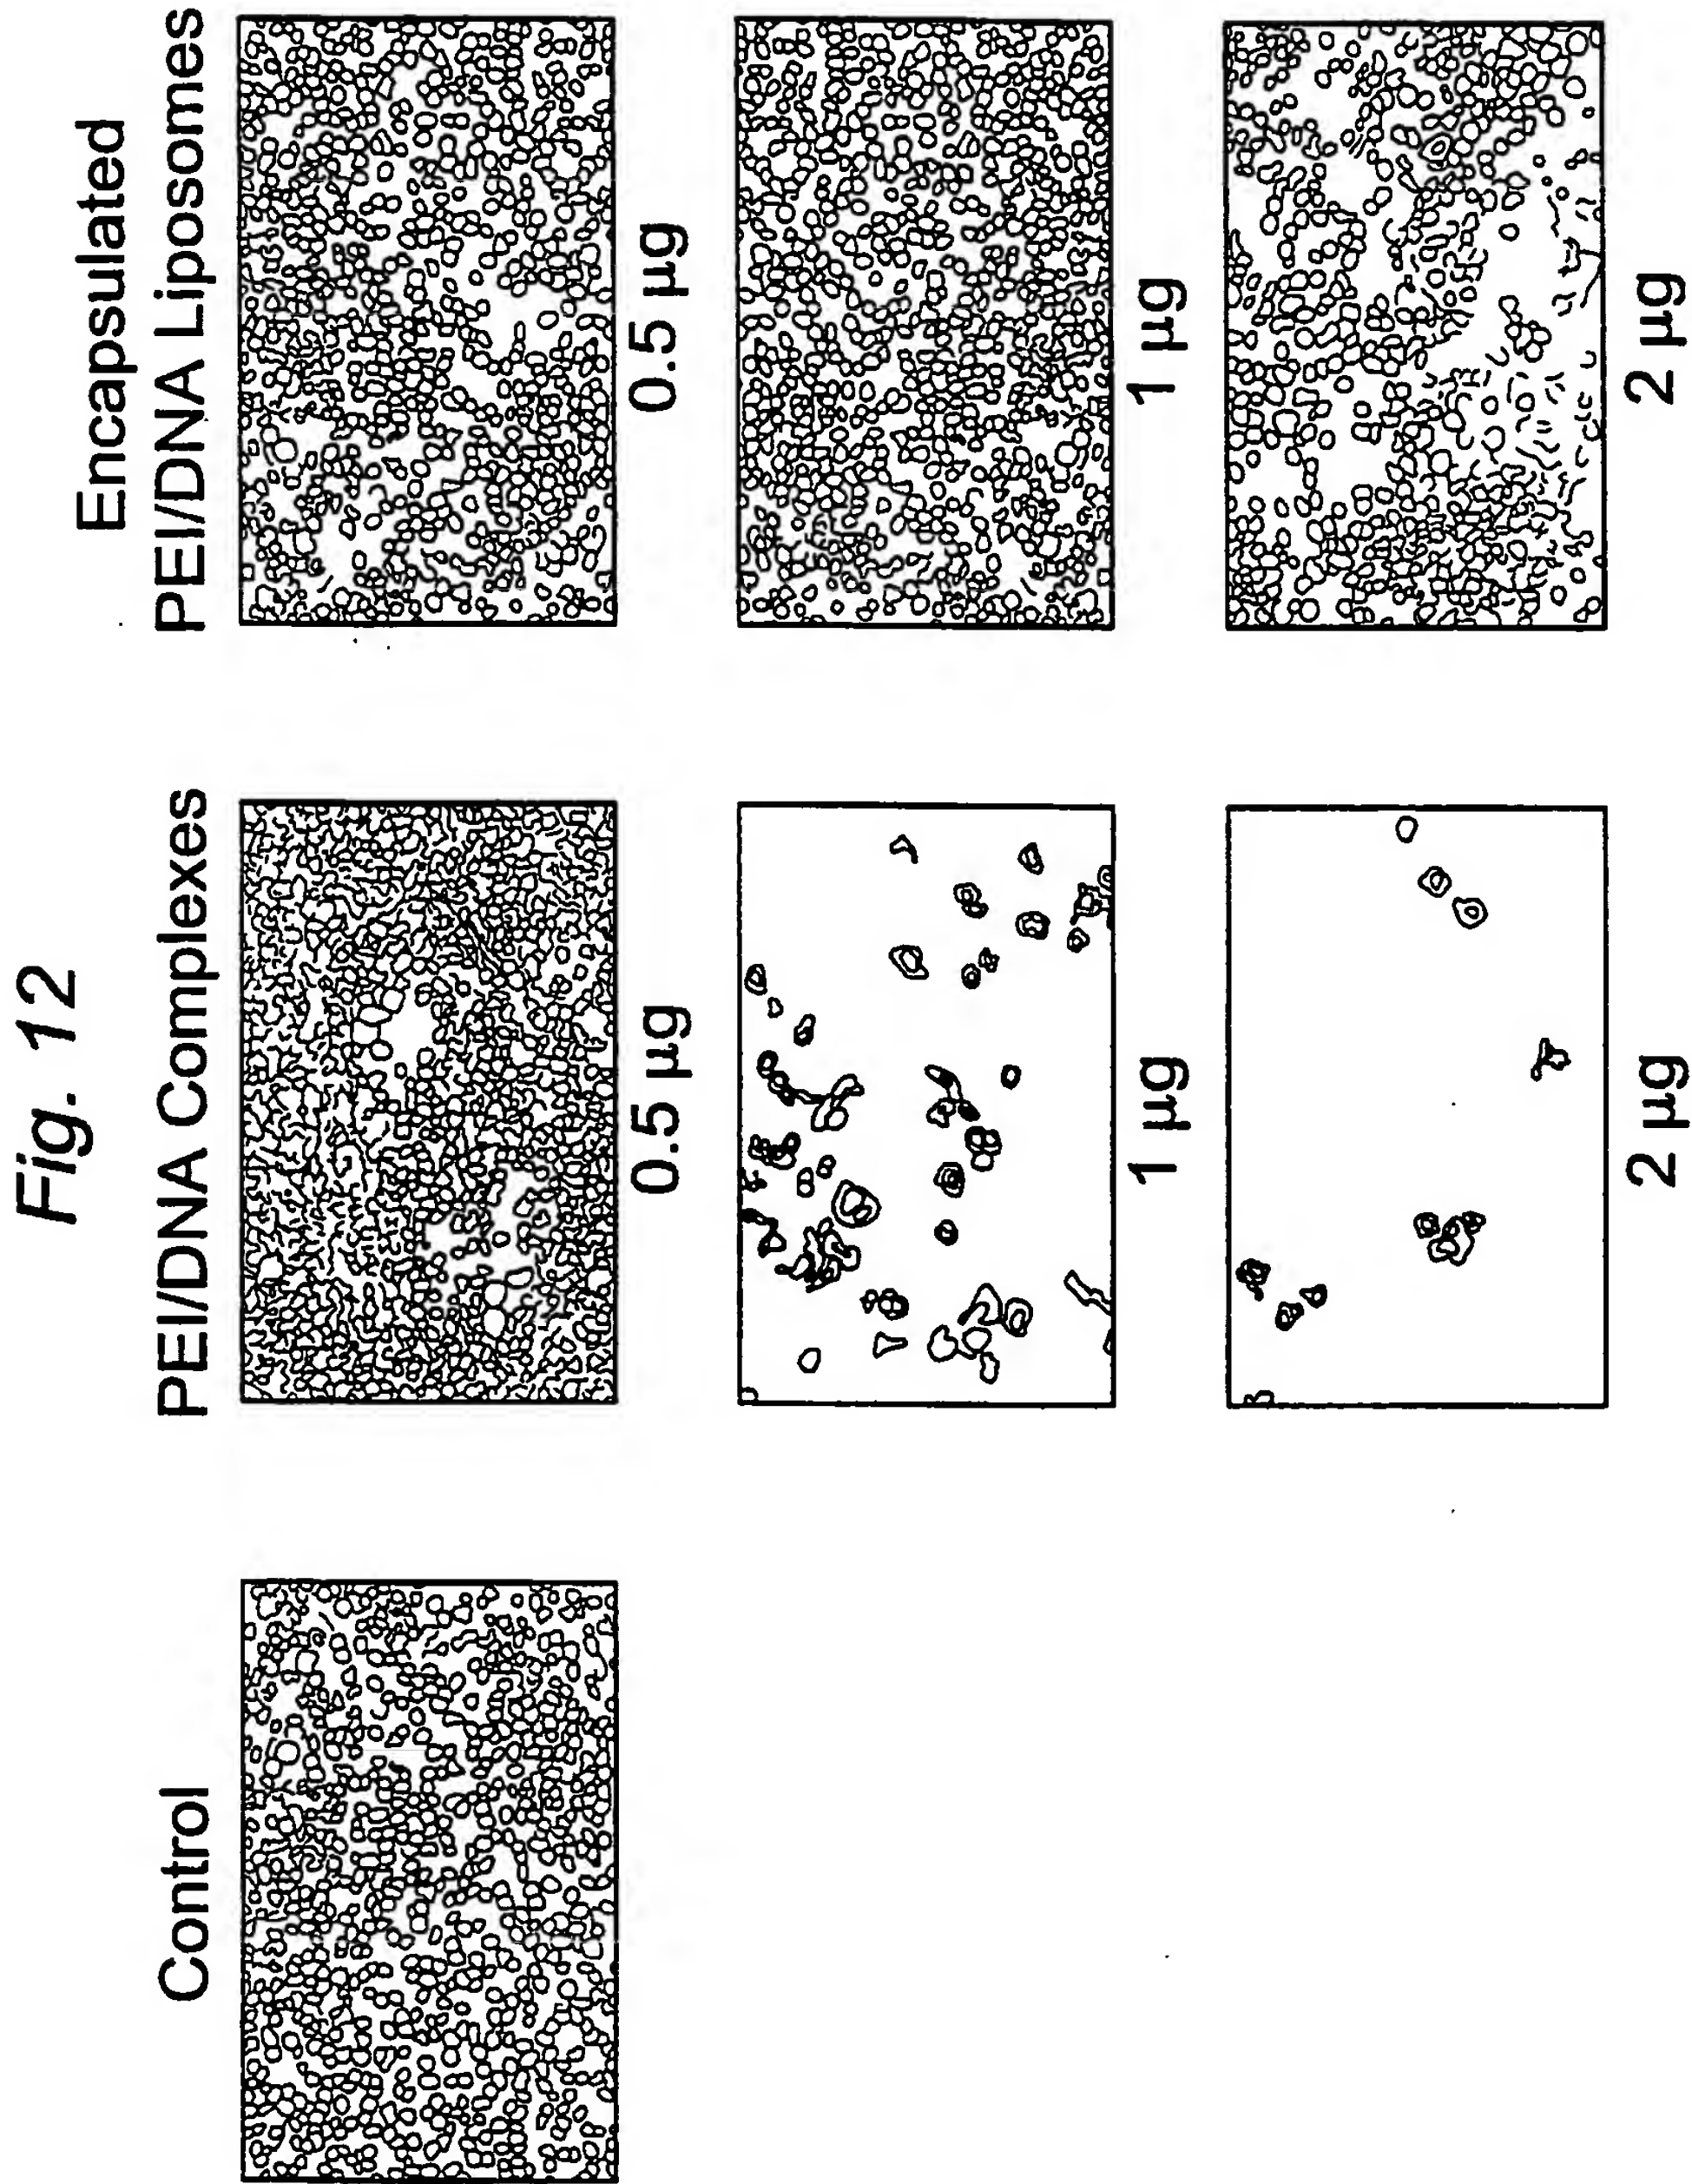 Fig. 12
Control
PEI/DNA Complexes
Encapsulated
PEI/DNA Liposomes
0.5 µg
0.5 µg
1 µg
1 µg
2 µg
2 µg